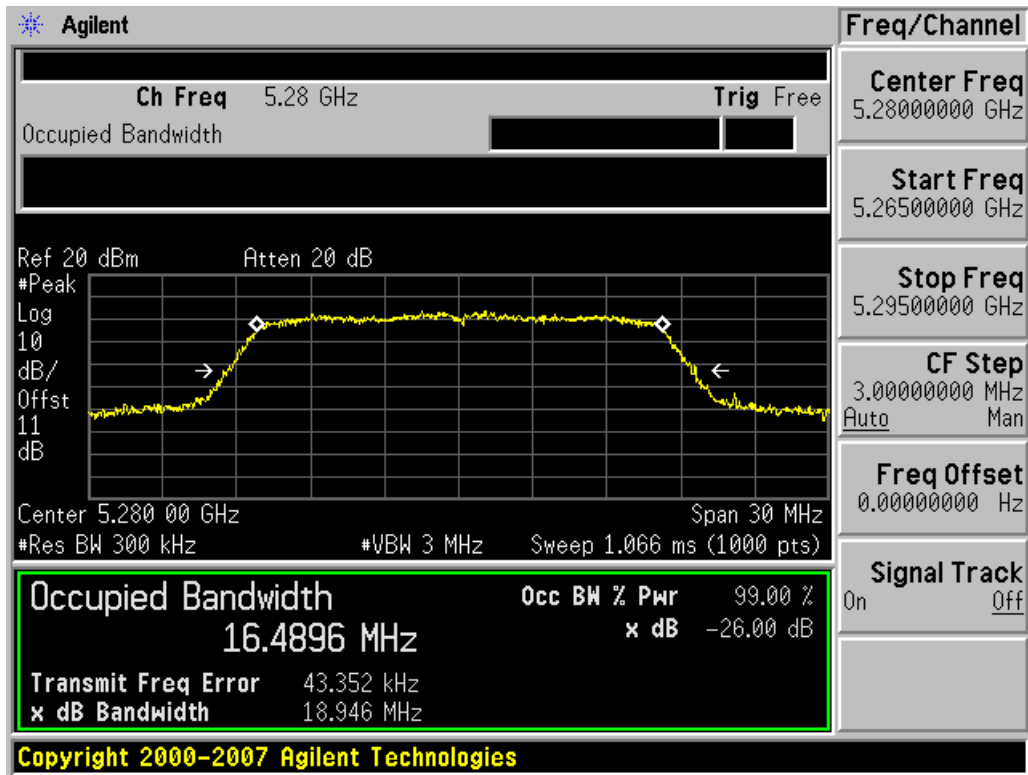 Agilent
Freq/Channel
Ch Freq 5.28 GHz Trig Free
Occupied Bandwidth
Center Freq
5.28000000 GHz
Start Freq
5.26500000 GHz
Stop Freq
5.29500000 GHz
CF Step
3.00000000 MHz
Auto Man
Freq Offset
0.00000000 Hz
Signal Track
On Off
Ref 20 dBm Atten 20 dB
#Peak
Log
10
dB/
Offst
11
dB
Center 5.280 00 GHz Span 30 MHz
#Res BW 300 kHz #VBW 3 MHz Sweep 1.066 ms (1000 pts)
Occupied Bandwidth
16.4896 MHz
Occ BW % Pwr 99.00 %
x dB -26.00 dB
Transmit Freq Error 43.352 kHz
x dB Bandwidth 18.946 MHz
Copyright 2000-2007 Agilent Technologies